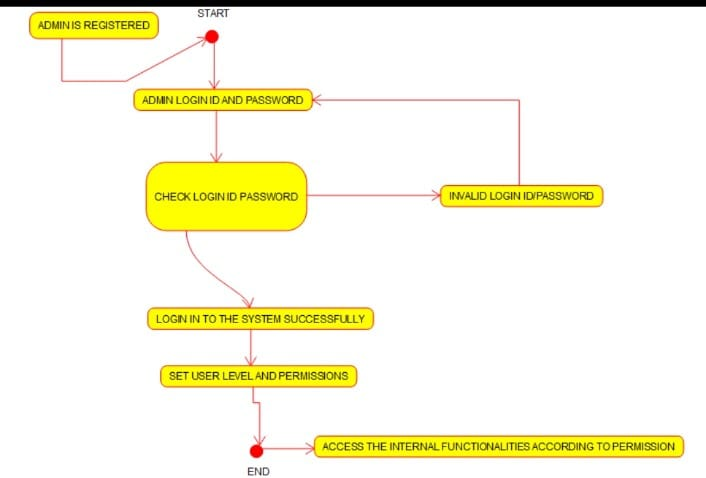 START
ADMIN IS REGISTERED
ADMIN LOGIN ID AND PASSWORD
CHECK LOGIN ID PASSWORD
INVALID LOGIN ID/PASSWORD
LOGIN IN TO THE SYSTEM SUCCESSFULLY
SET USER LEVEL AND PERMISSIONS
ACCESS THE INTERNAL FUNCTIONALITIES ACCORDING TO PERMISSION
END